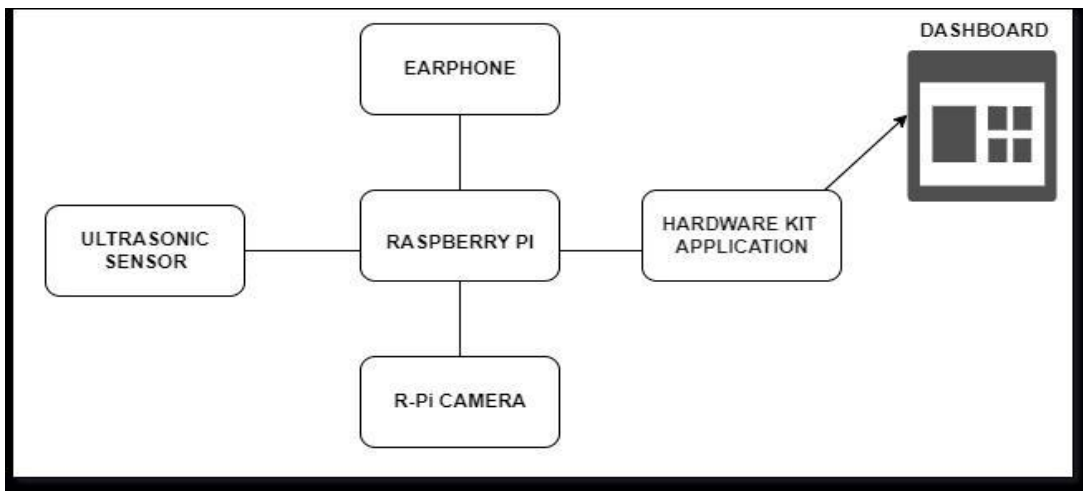 DASHBOARD
EARPHONE
ULTRASONIC
SENSOR
RASPBERRY PI
HARDWARE KIT
APPLICATION
R-Pi CAMERA